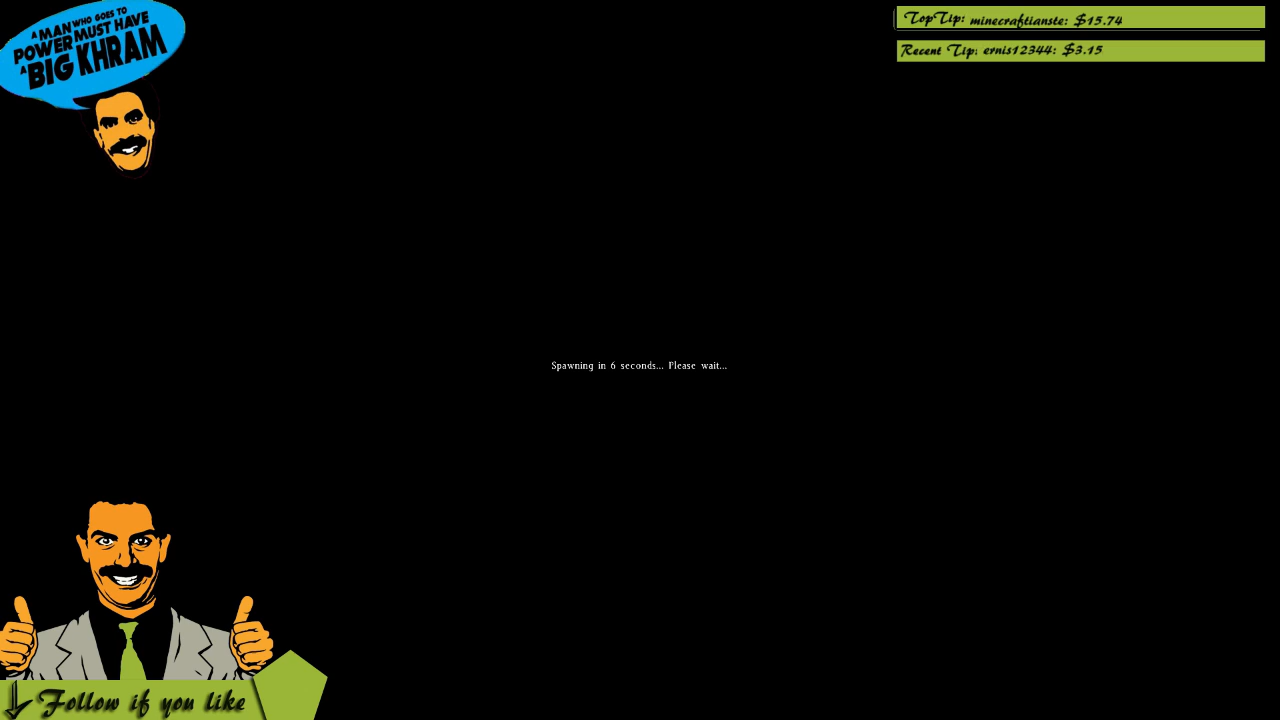 A MAN WHO GOES TO
POWER MUST HAVE
A BIG KHRAM
TopTip: minecraftianste: $15.74
Recent Tip: ernis12344: $3.15
Spawning in 6 seconds... Please wait...
Follow if you like